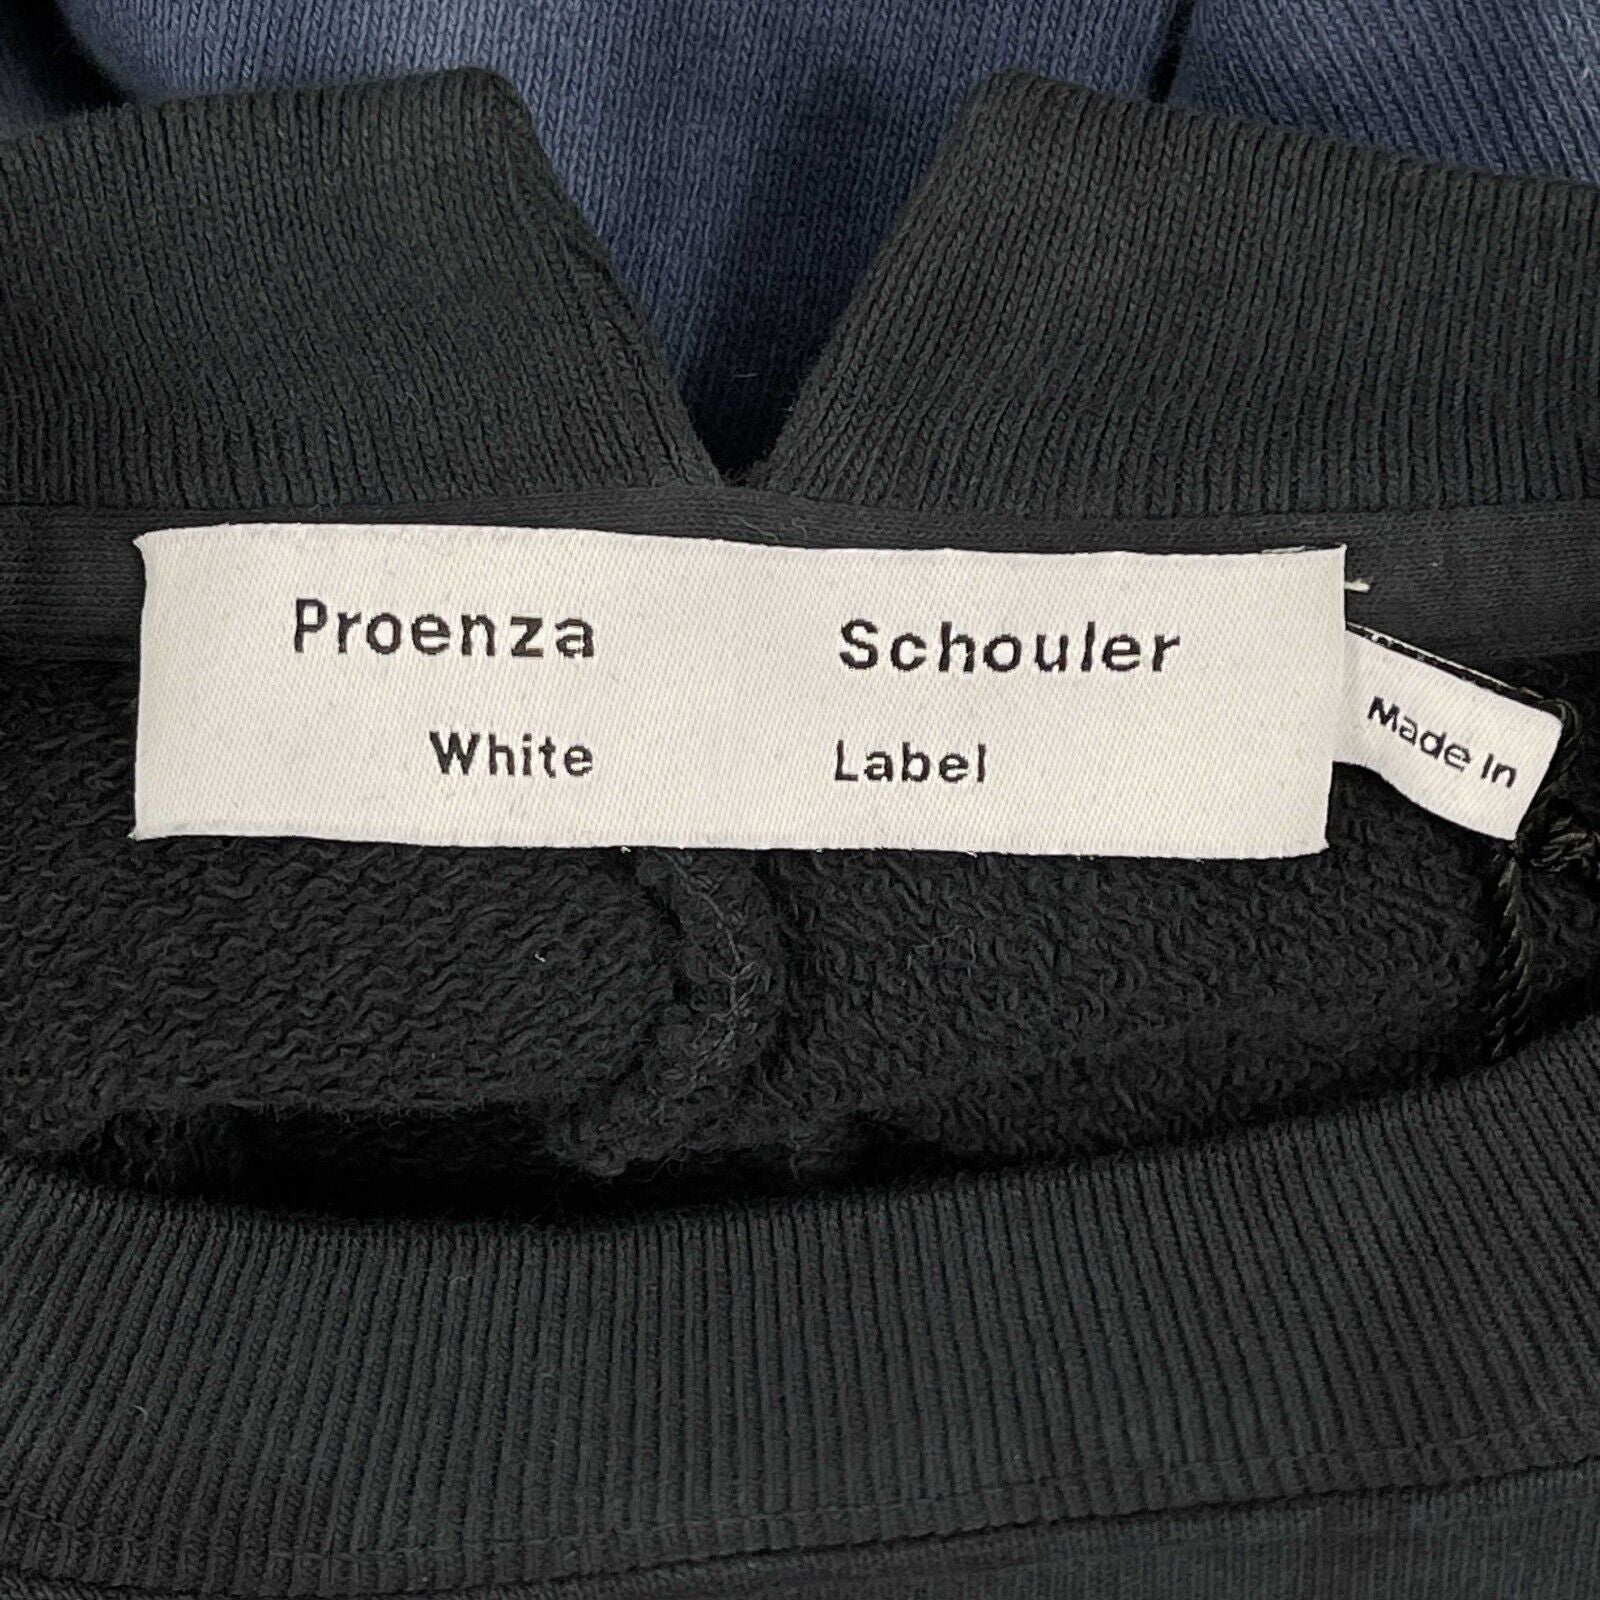 Proenza Schouler
White Label
Made In